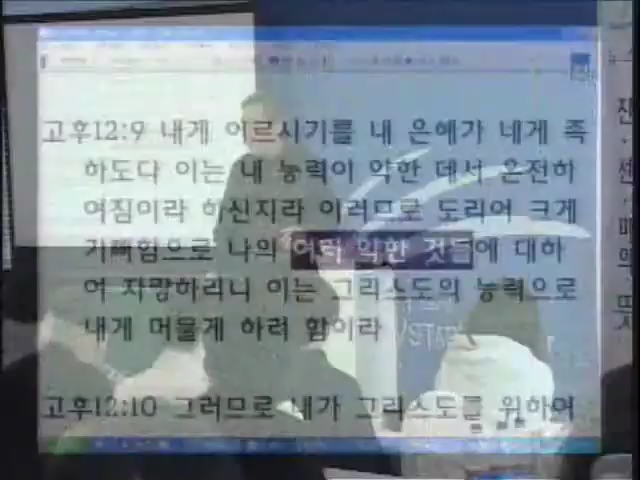 고후12:9 내게 이르시기를 내 은혜가 네게 족
하도다 이는 내 능력이 약한 데서 온전하
여짐이라 하신지라 이러므로 도리어 크게
기뻐함으로 나의 여러 약한 것들에 대하
여 자랑하리니 이는 그리스도의 능력으로
내게 머물게 하려 함이라
고후12:10 그러므로 내가 그리스도를 위하여